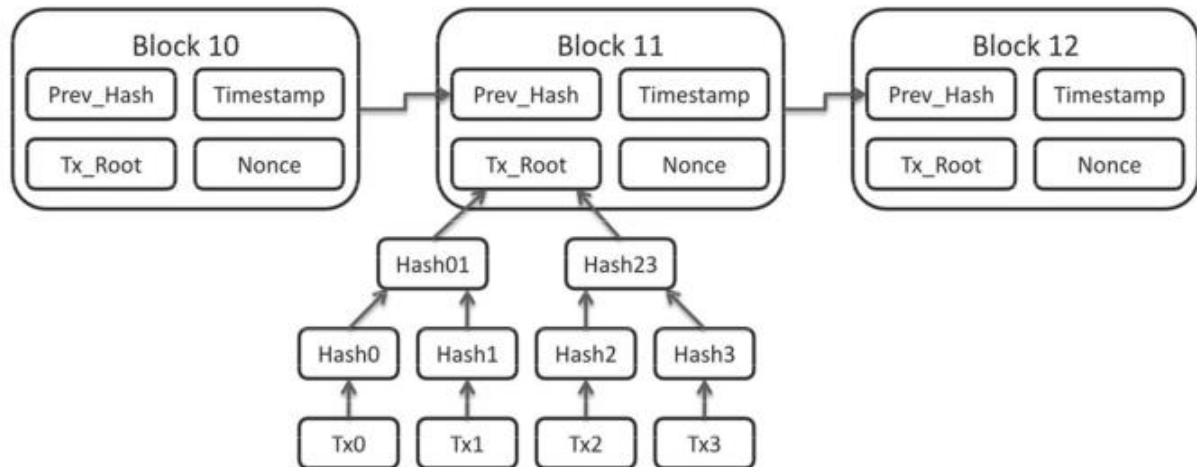 Block 10 Block 11 Block 12
Prev_Hash Timestamp Prev_Hash Timestamp Prev_Hash Timestamp
Tx_Root Nonce Tx_Root Nonce Tx_Root Nonce
Hash01 Hash23
Hash0 Hash1 Hash2 Hash3
Tx0 Tx1 Tx2 Tx3